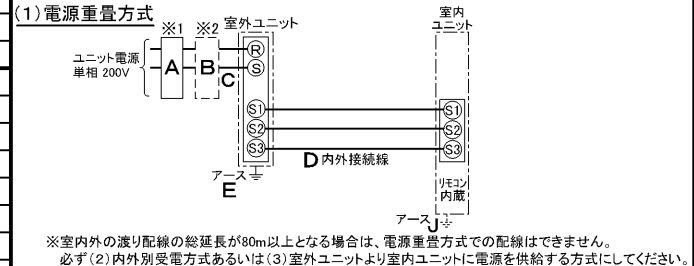 (1)電源重畳方式
※1 ※2 室外ユニット
室内
ユニット
ユニット電源
単相 200V
A
B
C
R
S
S1
S2
S3
S1
S2
S3
D 内外接続線
アース
E
リモコン
内蔵
アース J
※室内外の渡り配線の総延長が80m以上となる場合は、電源重畳方式での配線はできません。
必ず(2)内外別受電方式あるいは(3)室外ユニットより室内ユニットに電源を供給する方式にしてください。